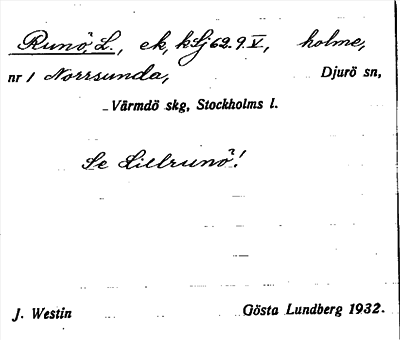 Runö, L., ek, kSj 62.9.V, holme,
nr 1 Norrsunda, Djurö sn,
Värmdö skg, Stockholms l.
Se Lillrunö!
J. Westin Gösta Lundberg 1932.